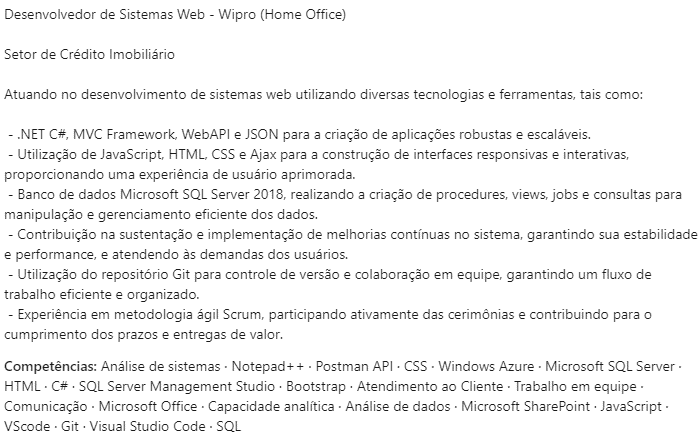 Desenvolvedor de Sistemas Web - Wipro (Home Office)
Setor de Crédito Imobiliário
Atuando no desenvolvimento de sistemas web utilizando diversas tecnologias e ferramentas, tais como:
- .NET C#, MVC Framework, WebAPI e JSON para a criação de aplicações robustas e escaláveis.
- Utilização de JavaScript, HTML, CSS e Ajax para a construção de interfaces responsivas e interativas,
proporcionando uma experiência de usuário aprimorada.
- Banco de dados Microsoft SQL Server 2018, realizando a criação de procedures, views, jobs e consultas para
manipulação e gerenciamento eficiente dos dados.
- Contribuição na sustentação e implementação de melhorias contínuas no sistema, garantindo sua estabilidade
e performance, e atendendo às demandas dos usuários.
- Utilização do repositório Git para controle de versão e colaboração em equipe, garantindo um fluxo de
trabalho eficiente e organizado.
- Experiência em metodologia ágil Scrum, participando ativamente das cerimônias e contribuindo para o
cumprimento dos prazos e entregas de valor.
Competências: Análise de sistemas · Notepad++ · Postman API · CSS · Windows Azure · Microsoft SQL Server ·
HTML · C# · SQL Server Management Studio · Bootstrap · Atendimento ao Cliente · Trabalho em equipe ·
Comunicação · Microsoft Office · Capacidade analítica · Análise de dados · Microsoft SharePoint · JavaScript ·
VScode · Git · Visual Studio Code · SQL